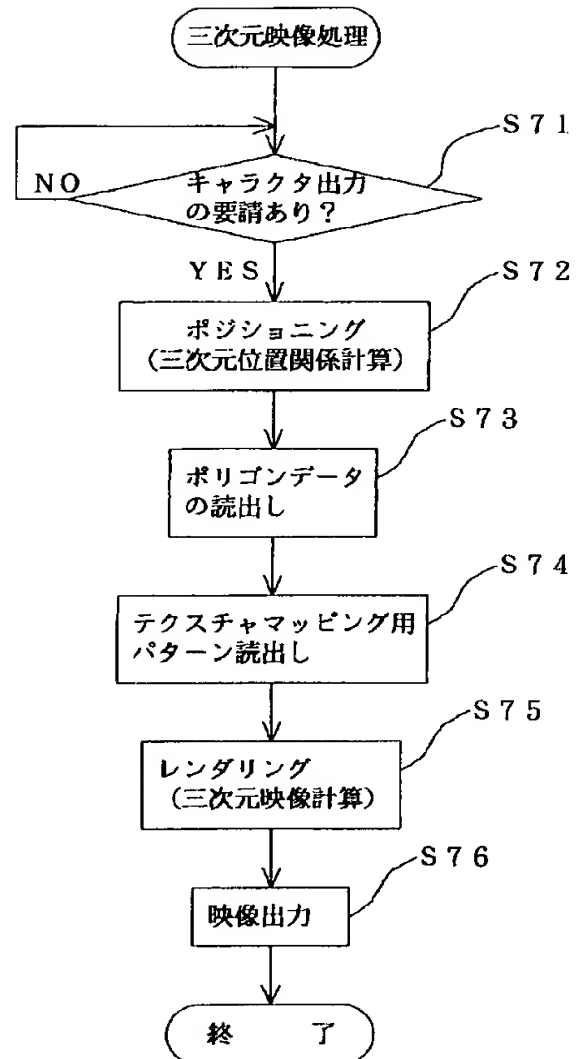 三次元映像処理
S71
NO
キャラクタ出力
の要請あり？
YES
S72
ポジショニング
(三次元位置関係計算)
S73
ポリゴンデータ
の読出し
S74
テクスチャマッピング用
パターン読出し
S75
レンダリング
(三次元映像計算)
S76
映像出力
終　了